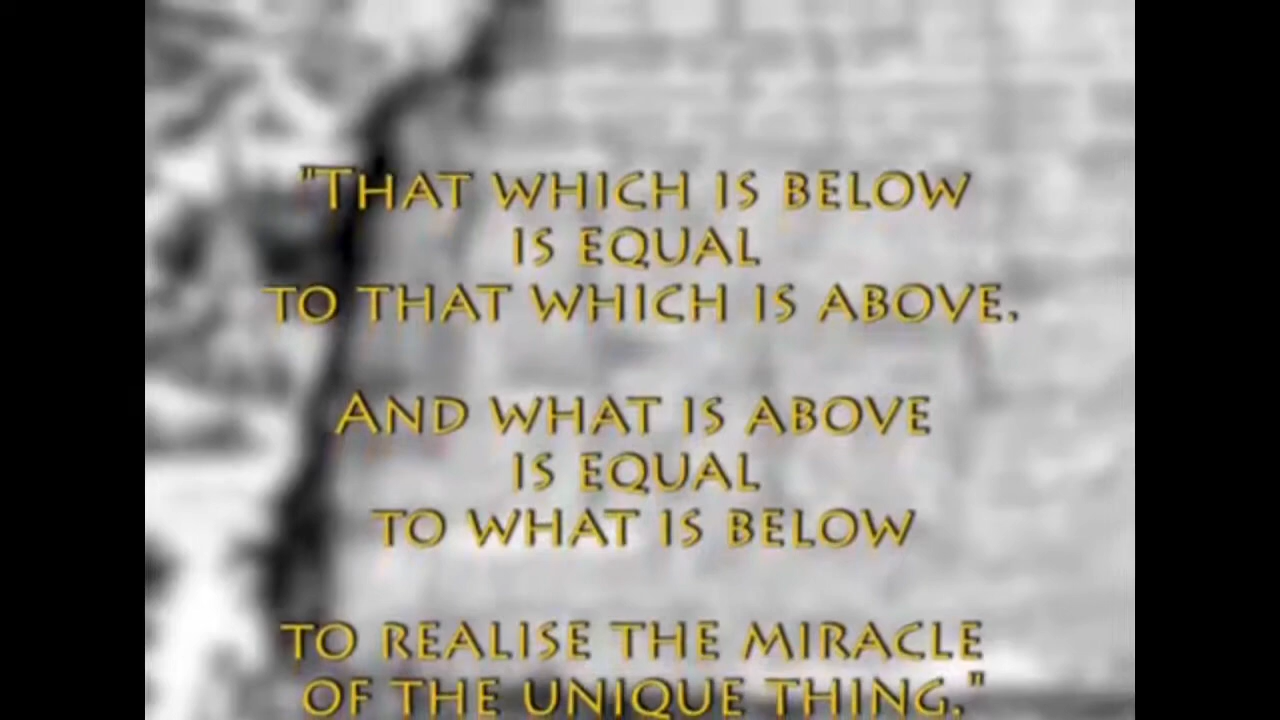 "THAT WHICH IS BELOW
IS EQUAL
TO THAT WHICH IS ABOVE.
AND WHAT IS ABOVE
IS EQUAL
TO WHAT IS BELOW
TO REALISE THE MIRACLE
OF THE UNIQUE THING."